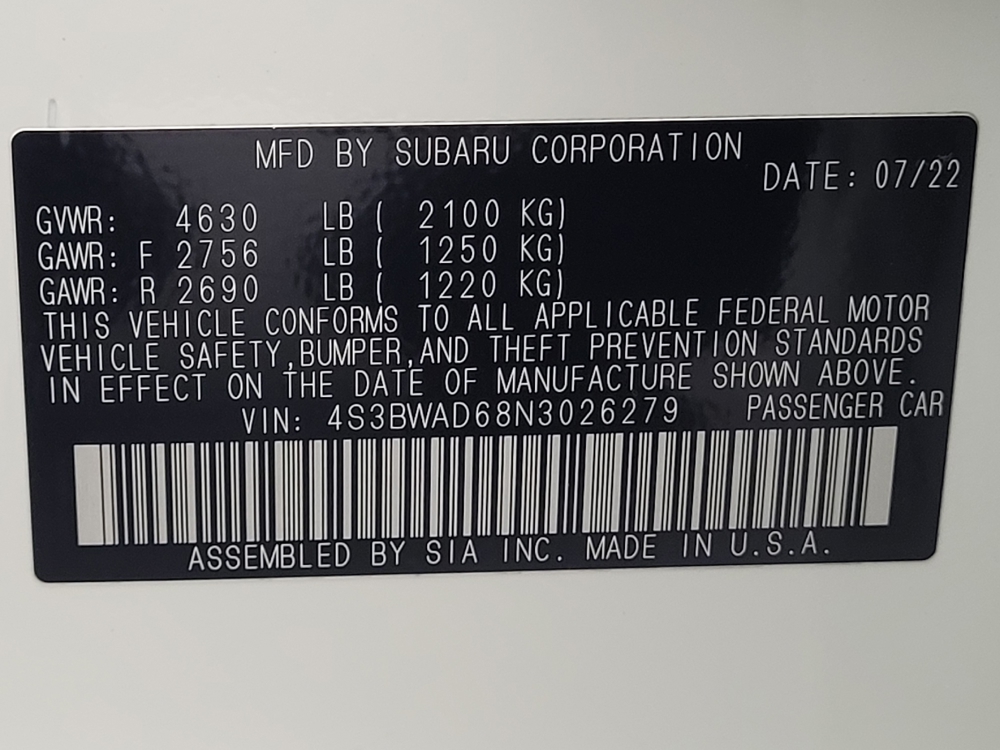 MFD BY SUBARU CORPORATION
DATE: 07/22
GVWR: 4630 LB ( 2100 KG)
GAWR: F 2756 LB ( 1250 KG)
GAWR: R 2690 LB ( 1220 KG)
THIS VEHICLE CONFORMS TO ALL APPLICABLE FEDERAL MOTOR
VEHICLE SAFETY,BUMPER,AND THEFT PREVENTION STANDARDS
IN EFFECT ON THE DATE OF MANUFACTURE SHOWN ABOVE.
VIN: 4S3BWAD68N3026279 PASSENGER CAR
ASSEMBLED BY SIA INC. MADE IN U.S.A.